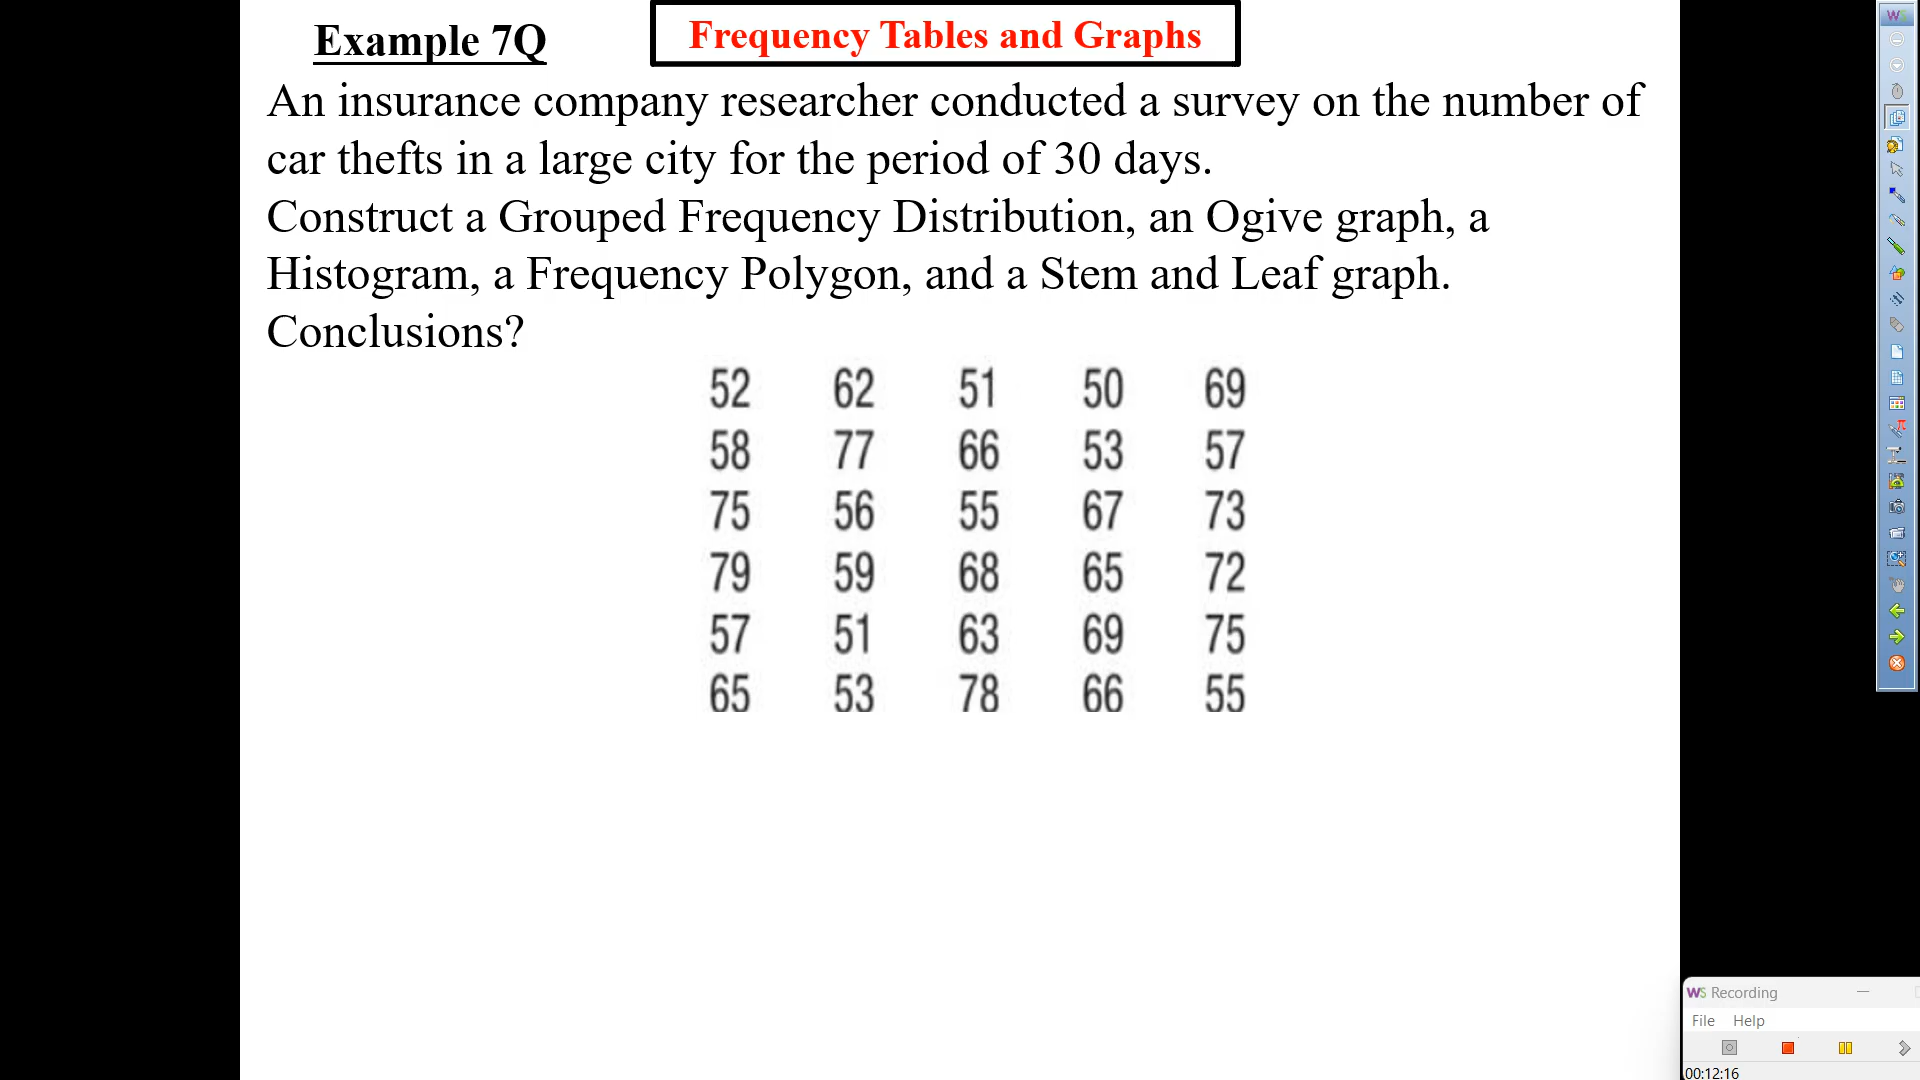 Example 7Q
Frequency Tables and Graphs
An insurance company researcher conducted a survey on the number of
car thefts in a large city for the period of 30 days.
Construct a Grouped Frequency Distribution, an Ogive graph, a
Histogram, a Frequency Polygon, and a Stem and Leaf graph.
Conclusions?
52 62 51 50 69
58 77 66 53 57
75 56 55 67 73
79 59 68 65 72
57 51 63 69 75
65 53 78 66 55
WS
WS Recording
File Help
00:12:16